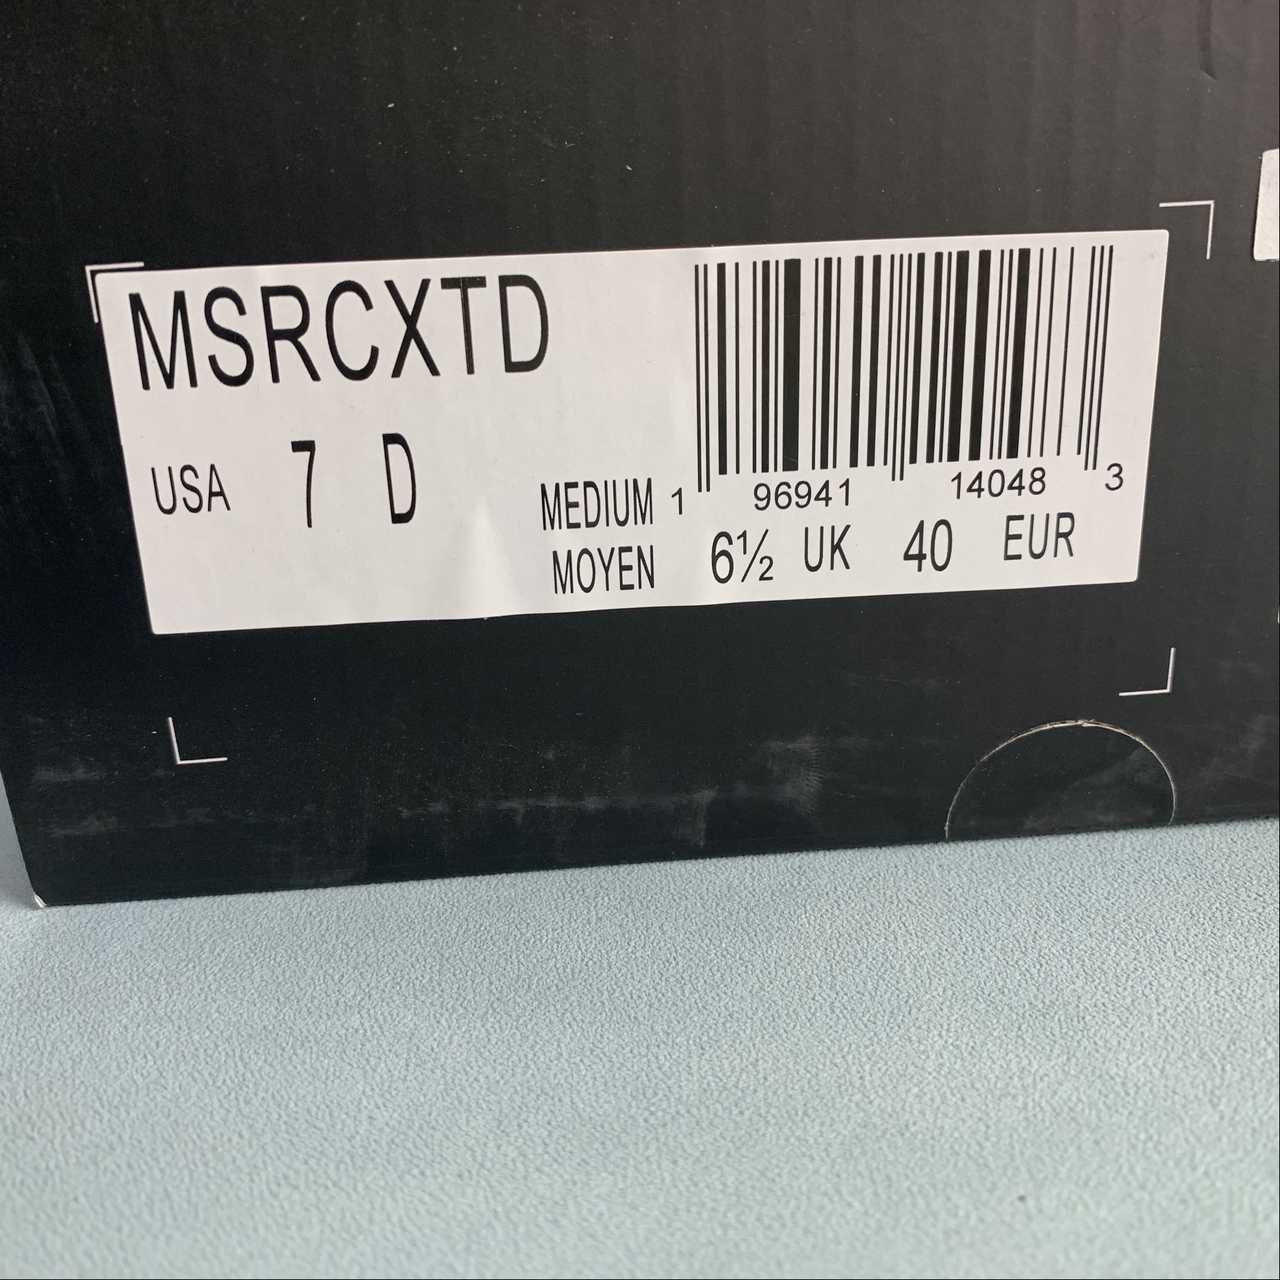 MSRCXTD
USA 7 D
MEDIUM 1 96941 14048 3
MOYEN 6½ UK 40 EUR